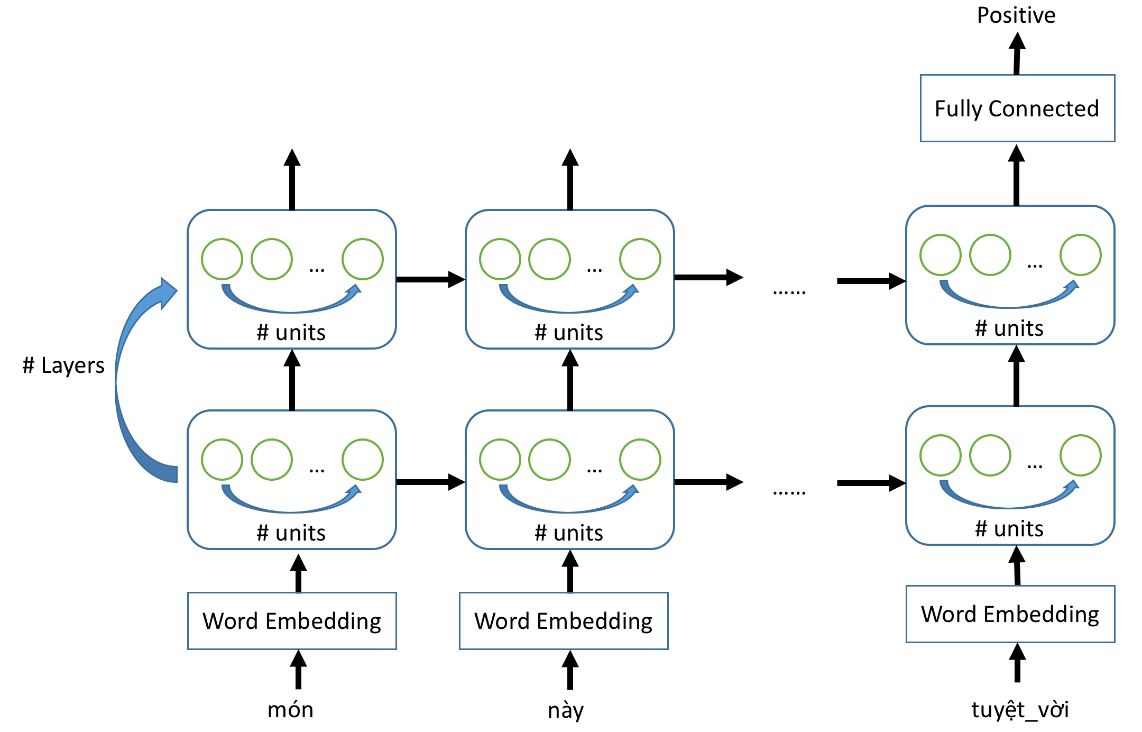 Positive
Fully Connected
... ... ...
# units # units # units
...... 
# Layers
... ... ...
# units # units # units
......
Word Embedding Word Embedding Word Embedding
món này tuyệt_vời